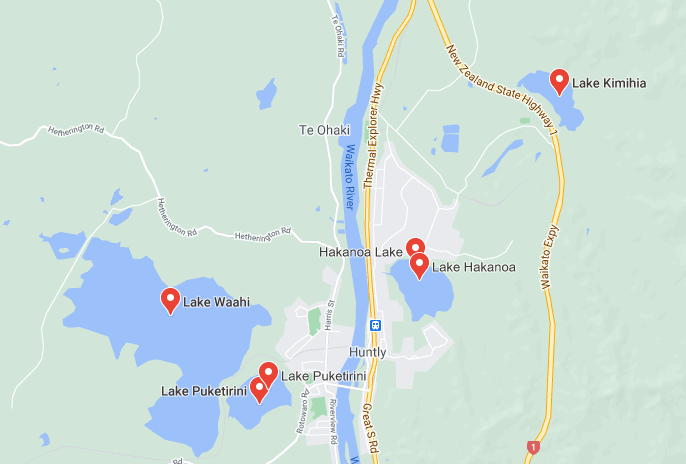 Te Ohaki Rd
New Zealand State Highway 1
Lake Kimihia
Thermal Explorer Hwy
Hetherington Rd
Te Ohaki
Waikato River
Hetherington Rd
Hetherington Rd
Hakanoa Lake
Lake Hakanoa
Waikato Expy
Lake Waahi
Harris St
Huntly
Lake Puketirini
Lake Puketirini
Rotowaro Rd
Riverview Rd
Great S Rd
1
Rd